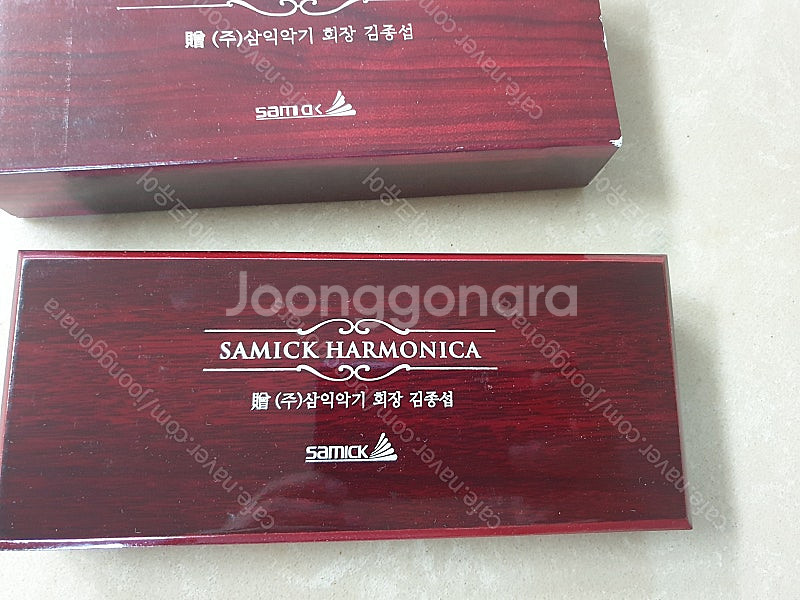 贈 (주)삼익악기 회장 김종섭
samick
Joonggonara
SAMICK HARMONICA
贈 (주)삼익악기 회장 김종섭
samick
cafe.naver.com/joonggonara